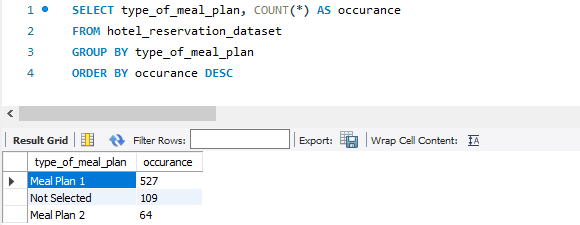 1 SELECT type_of_meal_plan, COUNT(*) AS occurance
2 FROM hotel_reservation_dataset
3 GROUP BY type_of_meal_plan
4 ORDER BY occurance DESC
Result Grid Filter Rows: Export: Wrap Cell Content: IA
type_of_meal_plan occurance
Meal Plan 1 527
Not Selected 109
Meal Plan 2 64